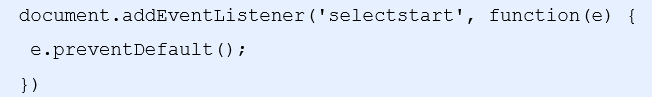 document.addEventListener('selectstart', function(e) {
 e.preventDefault();
})